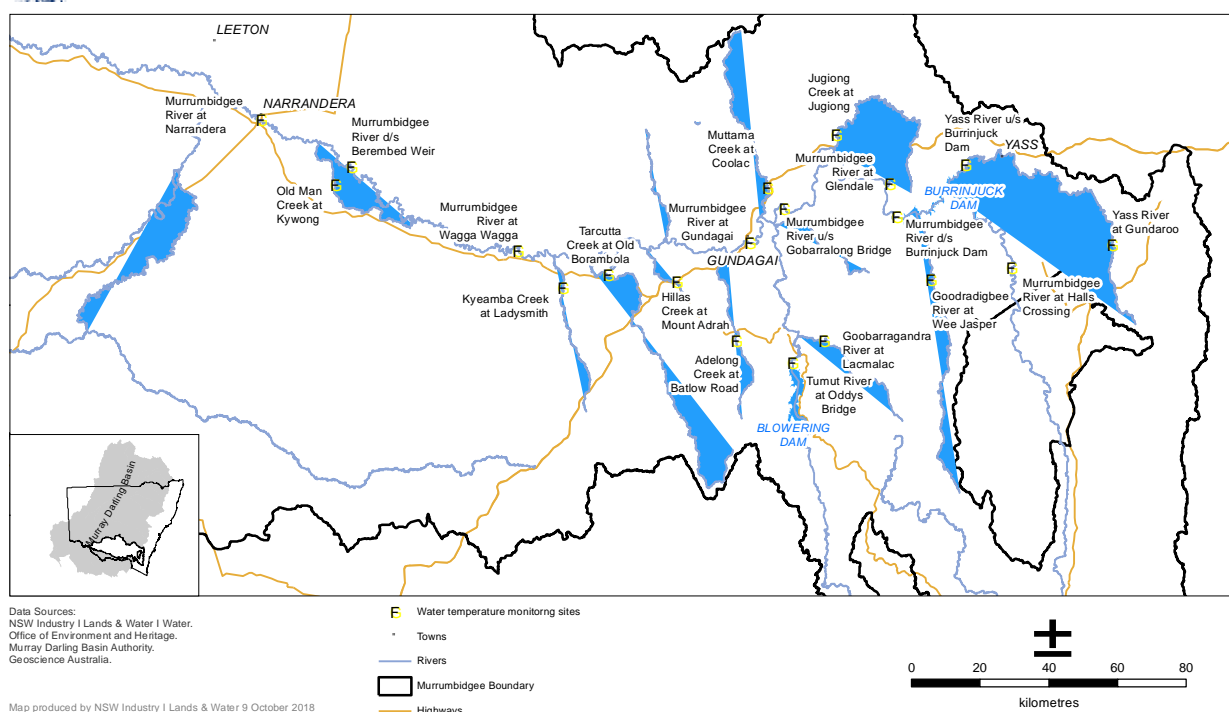 LEETON
Murrumbidgee
River at
Narrandera
NARRANDERA
Murrumbidgee
River d/s
Berembed Weir
Old Man
Creek at
Kywong
Murrumbidgee
River at
Wagga Wagga
Tarcutta
Creek at Old
Borambola
Kyeamba Creek
at Ladysmith
Hillas
Creek at
Mount Adrah
Murrumbidgee
River at
Gundagai
GUNDAGAI
Muttama
Creek at
Coolac
Jugiong
Creek at
Jugiong
Murrumbidgee
River at
Glendale
Murrumbidgee
River u/s
Gobarralong Bridge
Yass River u/s
Burrinjuck
Dam
YASS
BURRINJUCK
DAM
Murrumbidgee
River d/s
Burrinjuck Dam
Yass River
at Gundaroo
Murrumbidgee
River at Halls
Crossing
Goodradigbee
River at
Wee Jasper
Goobarragandra
River at
Lacmalac
Adelong
Creek at
Batlow Road
Tumut River
at Oddys
Bridge
BLOWERING
DAM
Murray Darling Basin
Data Sources:
NSW Industry I Lands & Water I Water.
Office of Environment and Heritage.
Murray Darling Basin Authority.
Geoscience Australia.
Map produced by NSW Industry I Lands & Water 9 October 2018
F Water temperature monitorng sites
Towns
Rivers
Murrumbidgee Boundary
Highways
0 20 40 60 80
kilometres